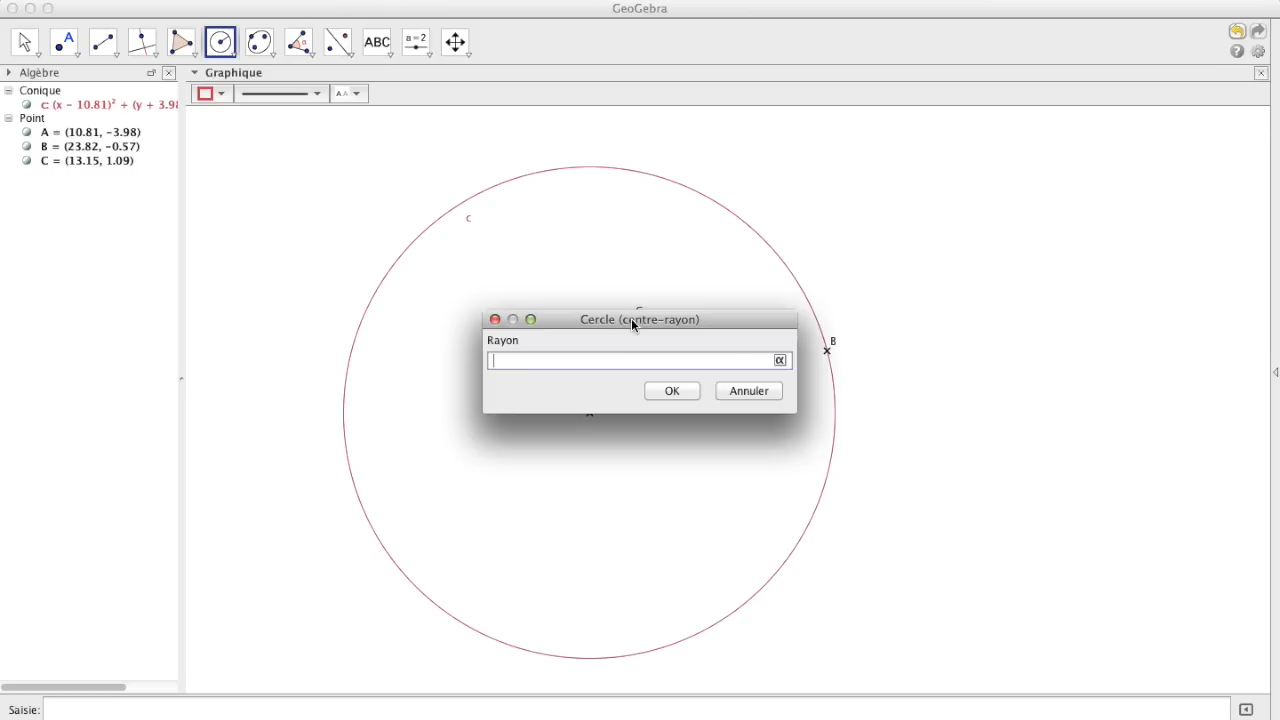 GeoGebra
A
ABC
a=2
Algèbre
Graphique
A A
Conique
c: (x − 10.81)² + (y + 3.98
Point
A = (10.81, −3.98)
B = (23.82, −0.57)
C = (13.15, 1.09)
c
B
Cercle (centre-rayon)
Rayon
α
OK
Annuler
Saisie: